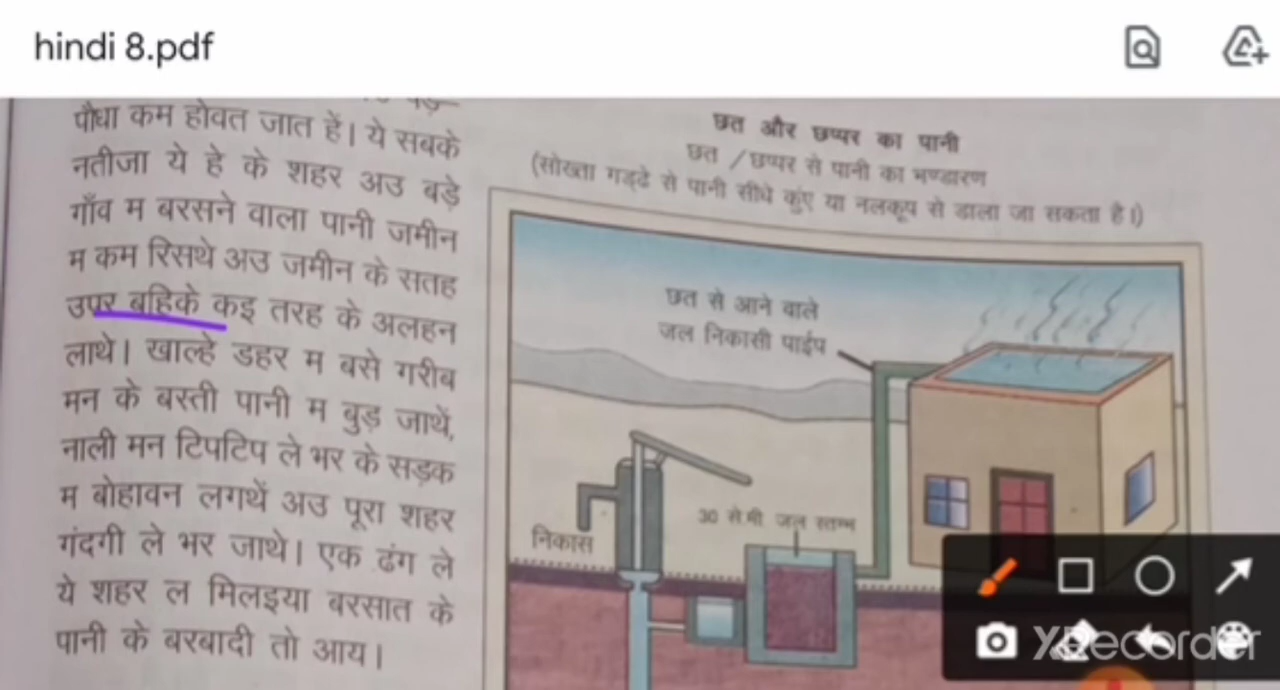 hindi 8.pdf
पौधा कम होवत जात हें। ये सबके
नतीजा ये हे के शहर अउ बड़े
गाँव म बरसने वाला पानी जमीन
म कम रिसथे अउ जमीन के सतह
उपर बहिके कइ तरह के अलहन
लाथे। खाल्हे डहर म बसे गरीब
मन के बस्ती पानी म बुड़ जाथें,
नाली मन टिपटिप ले भर के सड़क
म बोहावन लगथें अउ पूरा शहर
गंदगी ले भर जाथे। एक ढंग ले
ये शहर ल मिलइया बरसात के
पानी के बरबादी तो आय।
छत और छप्पर का पानी
छत / छप्पर से पानी का भण्डारण
(सोख्ता गड्ढे से पानी सीधे कुंए या नलकूप से डाला जा सकता है।)
छत से आने वाले
जल निकासी पाईप
30 से.मी जल स्तम्भ
निकास
XRecorder